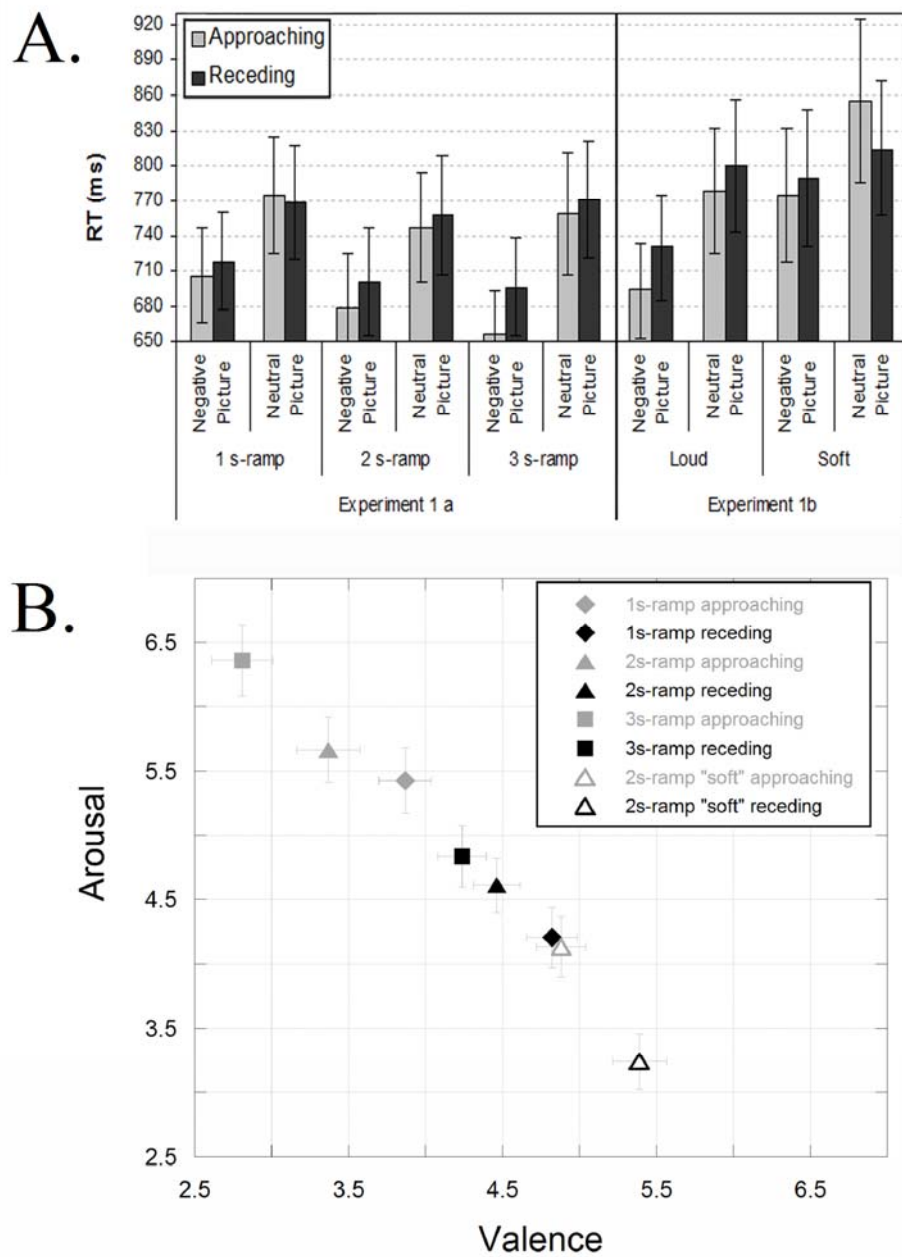 A.
920
890
860
830
800
770
740
710
680
650
RT (ms)
Approaching
Receding
Negative Picture
Neutral Picture
Negative Picture
Neutral Picture
Negative Picture
Neutral Picture
Negative Picture
Neutral Picture
Negative Picture
Neutral Picture
1 s-ramp
2 s-ramp
3 s-ramp
Loud
Soft
Experiment 1 a
Experiment 1b
B.
1s-ramp approaching
1s-ramp receding
2s-ramp approaching
2s-ramp receding
3s-ramp approaching
3s-ramp receding
2s-ramp "soft" approaching
2s-ramp "soft" receding
6.5
5.5
4.5
3.5
2.5
Arousal
2.5 3.5 4.5 5.5 6.5
Valence